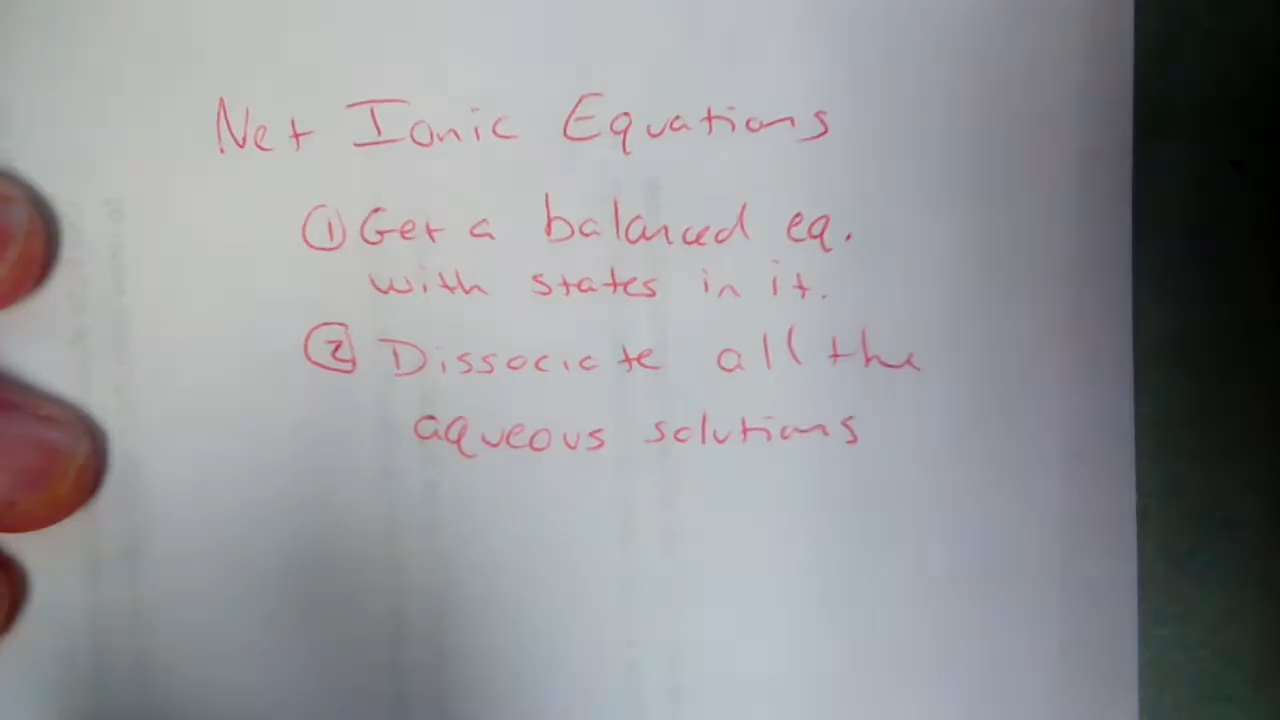 Net Ionic Equations
① Get a balanced eq.
with states in it.
② Dissociate all the
aqueous solutions